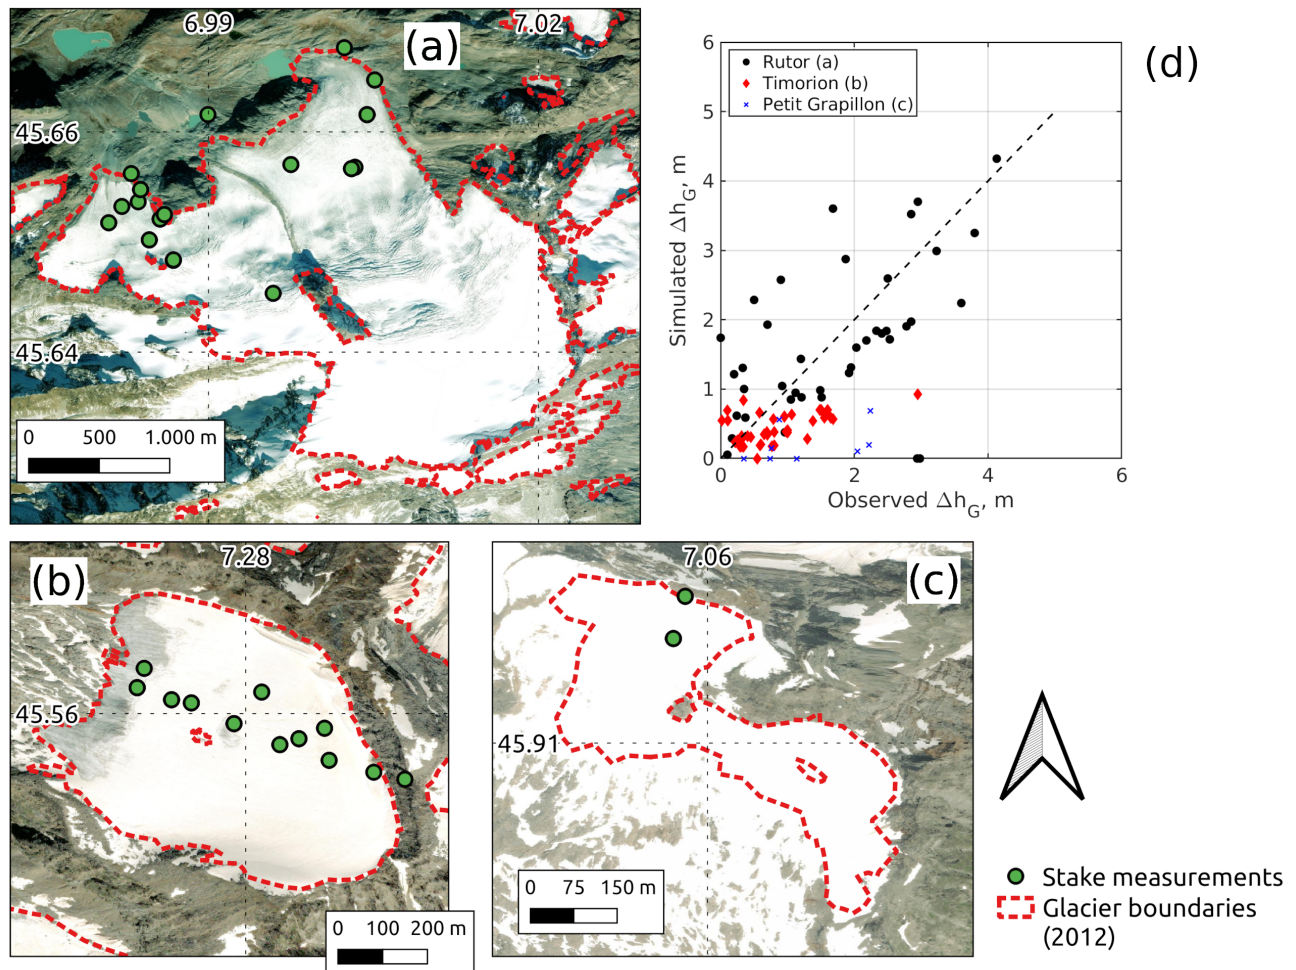 6.99
7.02
(a)
45.66
45.64
0 500 1.000 m
6
5
4
3
2
1
0
0 2 4 6
Simulated Δh_G, m
Observed Δh_G, m
Rutor (a)
Timorion (b)
Petit Grapillon (c)
(d)
(b)
7.28
45.56
0 100 200 m
7.06
(c)
45.91
0 75 150 m
Stake measurements
Glacier boundaries
(2012)